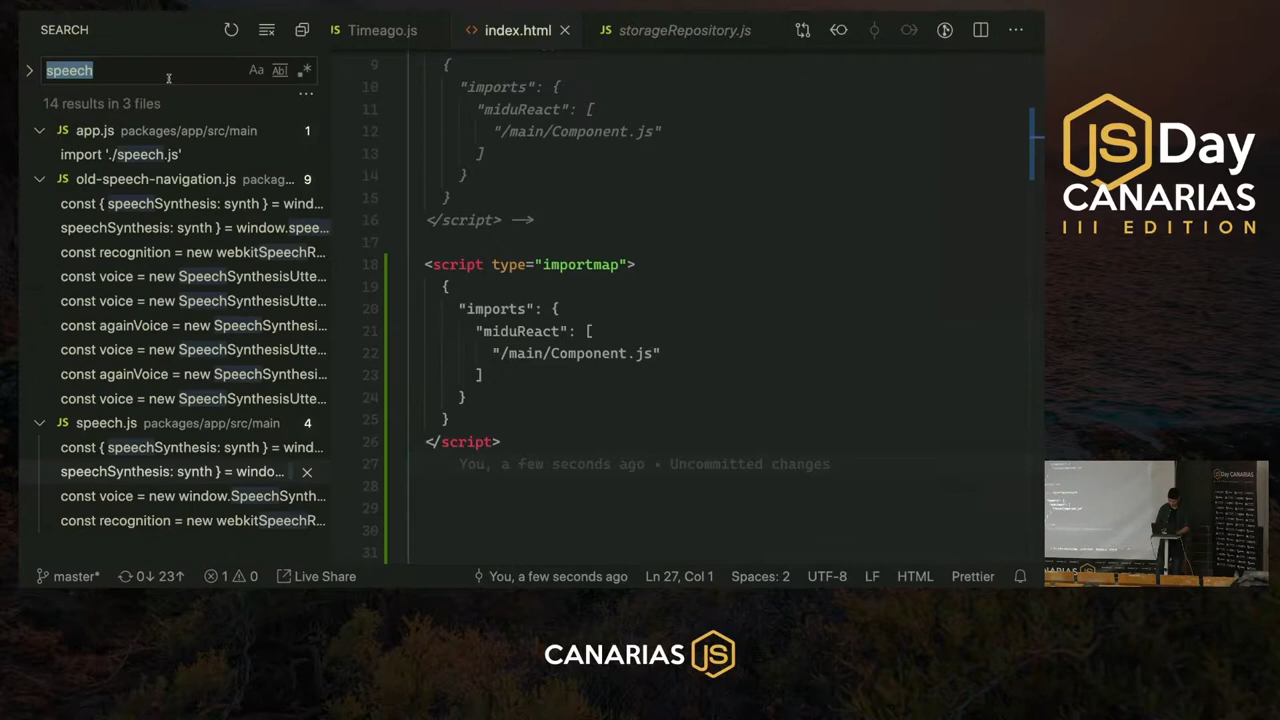 SEARCH
Timeago.js
index.html
JS storageRepository.js
speech
Aa
Abl
14 results in 3 files
JS app.js packages/app/src/main 1
import './speech.js'
JS old-speech-navigation.js packag... 9
const { speechSynthesis: synth } = wind...
speechSynthesis: synth } = window.spee...
const recognition = new webkitSpeechR...
const voice = new SpeechSynthesisUtte...
const voice = new SpeechSynthesisUtte...
const againVoice = new SpeechSynthesi...
const voice = new SpeechSynthesisUtte...
const againVoice = new SpeechSynthesi...
const voice = new SpeechSynthesisUtte...
JS speech.js packages/app/src/main 4
const { speechSynthesis: synth } = wind...
speechSynthesis: synth } = windo...
const voice = new window.SpeechSynth...
const recognition = new webkitSpeechR...
9 {
10 "imports": {
11 "miduReact": [
12 "/main/Component.js"
13 ]
14 }
15 }
16 </script> -->
17
18 <script type="importmap">
19 {
20 "imports": {
21 "miduReact": [
22 "/main/Component.js"
23 ]
24 }
25 }
26 </script>
27 You, a few seconds ago • Uncommitted changes
28
29
30
31
master* 0↓ 23↑ 1 0 Live Share You, a few seconds ago Ln 27, Col 1 Spaces: 2 UTF-8 LF HTML Prettier
JS Day
CANARIAS
III EDITION
JS Day CANARIAS
CANARIAS JS